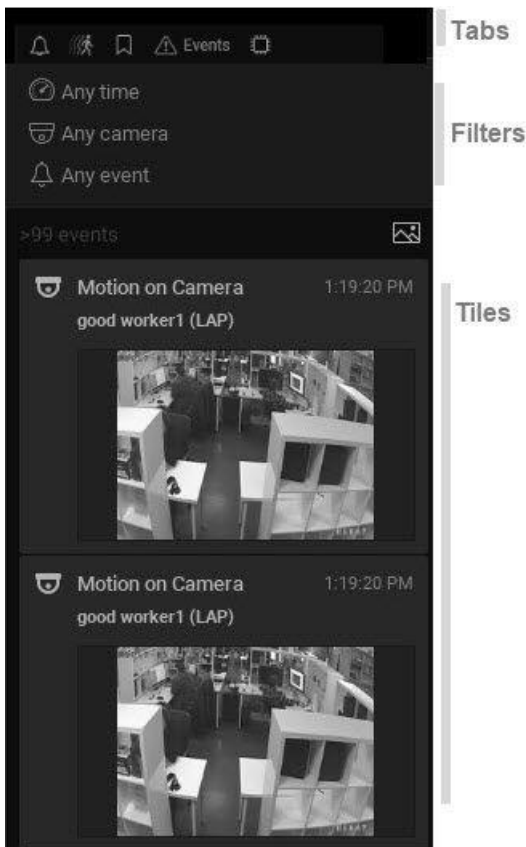 Tabs
Events
Any time
Any camera
Any event
Filters
>99 events
Tiles
Motion on Camera 1:19:20 PM
good worker1 (LAP)
Motion on Camera 1:19:20 PM
good worker1 (LAP)